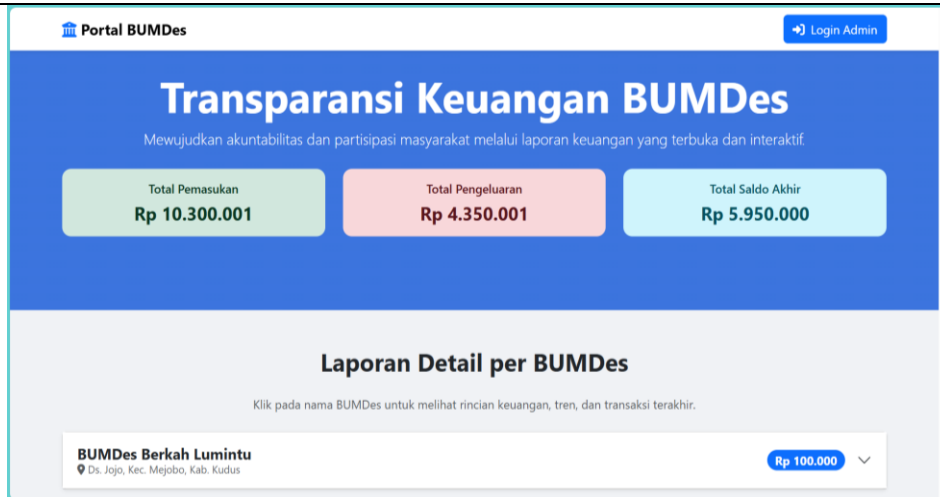 Portal BUMDes
Login Admin
Transparansi Keuangan BUMDes
Mewujudkan akuntabilitas dan partisipasi masyarakat melalui laporan keuangan yang terbuka dan interaktif.
Total Pemasukan
Rp 10.300.001
Total Pengeluaran
Rp 4.350.001
Total Saldo Akhir
Rp 5.950.000
Laporan Detail per BUMDes
Klik pada nama BUMDes untuk melihat rincian keuangan, tren, dan transaksi terakhir.
BUMDes Berkah Lumintu
Ds. Jojo, Kec. Mejobo, Kab. Kudus
Rp 100.000